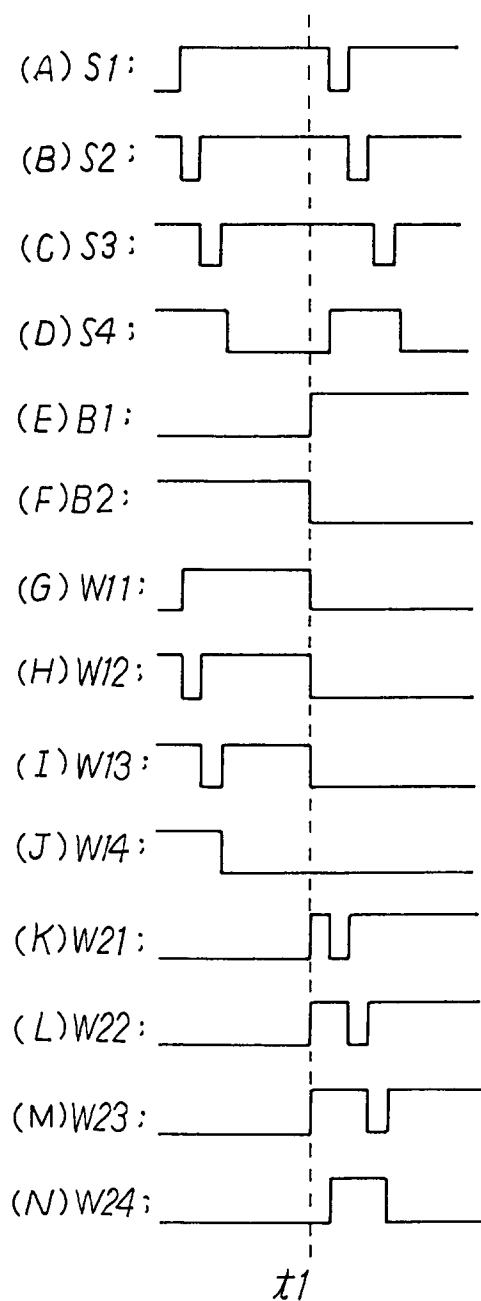 (A) S1:
(B) S2;
(C) S3:
(D) S4;
(E) B1:
(F) B2:
(G) W11:
(H) W12;
(I) W13:
(J) W14:
(K) W21;
(L) W22:
(M) W23;
(N) W24;
t1